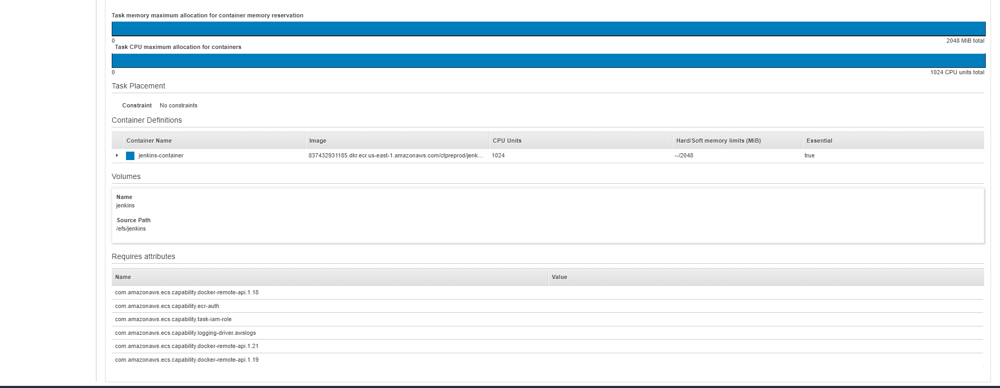 Task memory maximum allocation for container memory reservation
0 2048 MiB total
Task CPU maximum allocation for containers
0 1024 CPU units total
Task Placement
Constraint No constraints
Container Definitions
Container Name Image CPU Units Hard/Soft memory limits (MiB) Essential
jenkins-container 837432931185.dkr.ecr.us-east-1.amazonaws.com/ctpreprod/jenk... 1024 --/2048 true
Volumes
Name
jenkins
Source Path
/efs/jenkins
Requires attributes
Name Value
com.amazonaws.ecs.capability.docker-remote-api.1.18
com.amazonaws.ecs.capability.ecr-auth
com.amazonaws.ecs.capability.task-iam-role
com.amazonaws.ecs.capability.logging-driver.awslogs
com.amazonaws.ecs.capability.docker-remote-api.1.21
com.amazonaws.ecs.capability.docker-remote-api.1.19